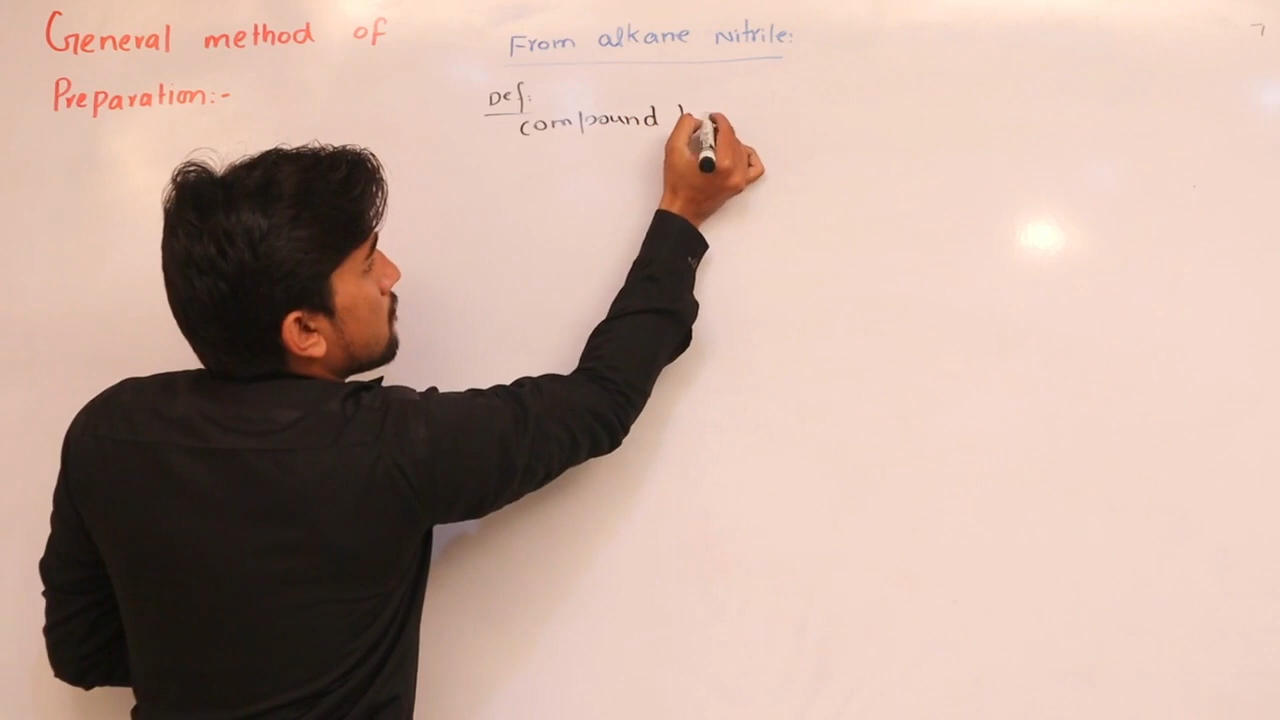 General method of
Preparation:-
From alkane Nitrile:
Def:
compound